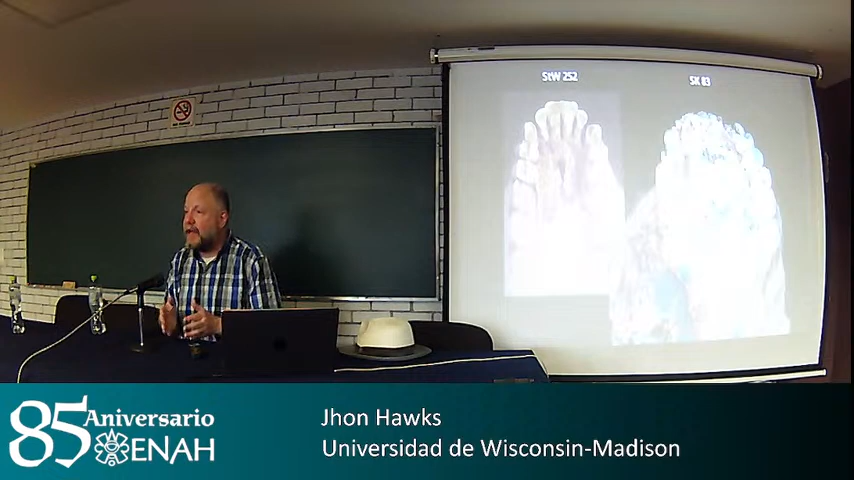 StW 252
SK 83
85 Aniversario
ENAH
Jhon Hawks
Universidad de Wisconsin-Madison